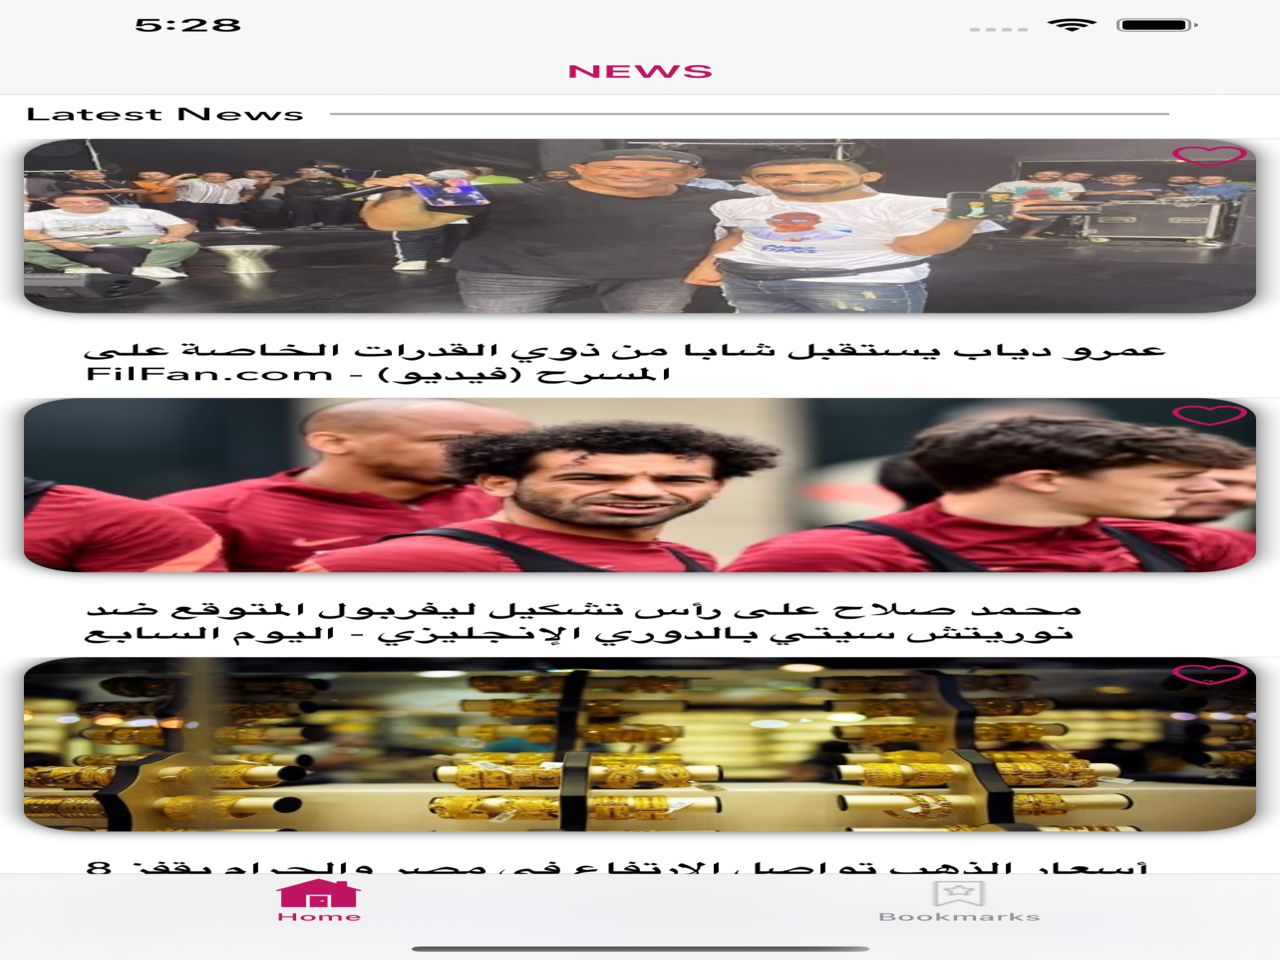 5:28
NEWS
Latest News
عمرو دياب يستقبل شابا من ذوي القدرات الخاصة على
المسرح (فيديو) - FilFan.com
محمد صلاح على رأس تشكيل ليفربول المتوقع ضد
نوريتش سيتي بالدوري الإنجليزي - اليوم السابع
أسعار الذهب تواصل الارتفاع في مصر والجرام يقفز 8
Home
Bookmarks